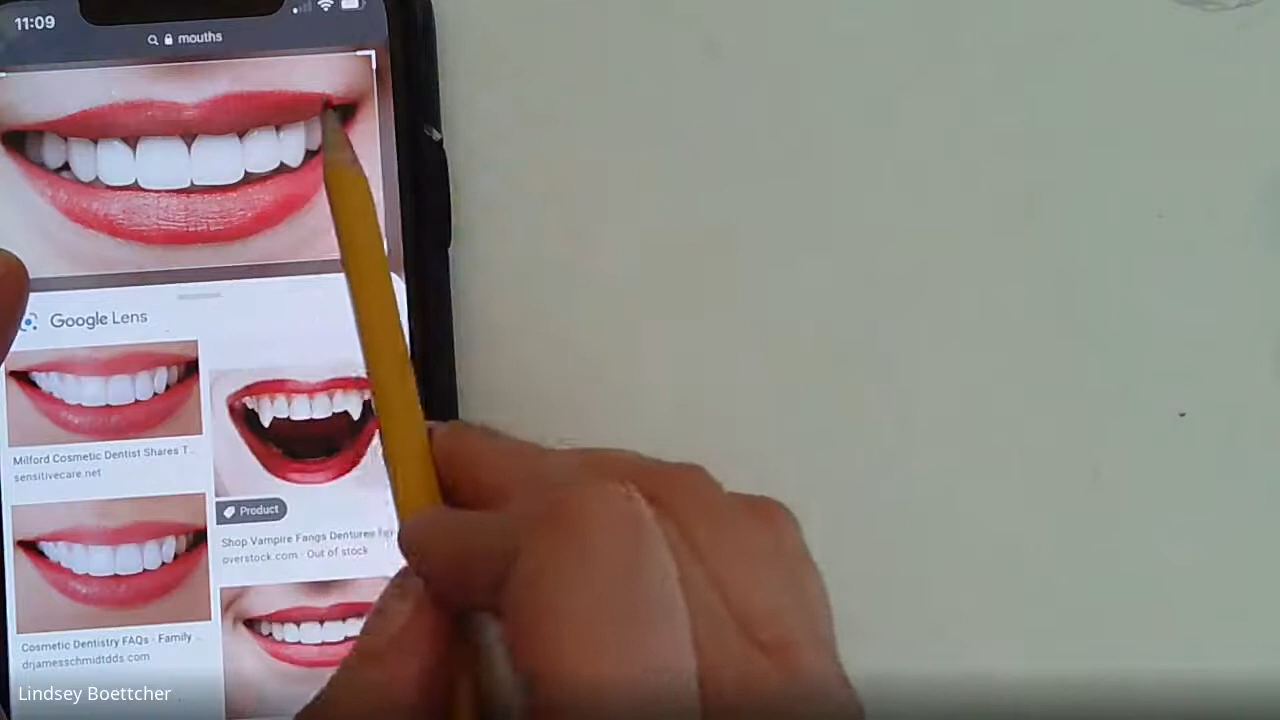 11:09
mouths
Google Lens
Milford Cosmetic Dentist Shares T...
sensitivecare.net
Product
Shop Vampire Fangs Dentures
overstock.com · Out of stock
Cosmetic Dentistry FAQs - Family ...
drjamesschmidtdds.com
Lindsey Boettcher